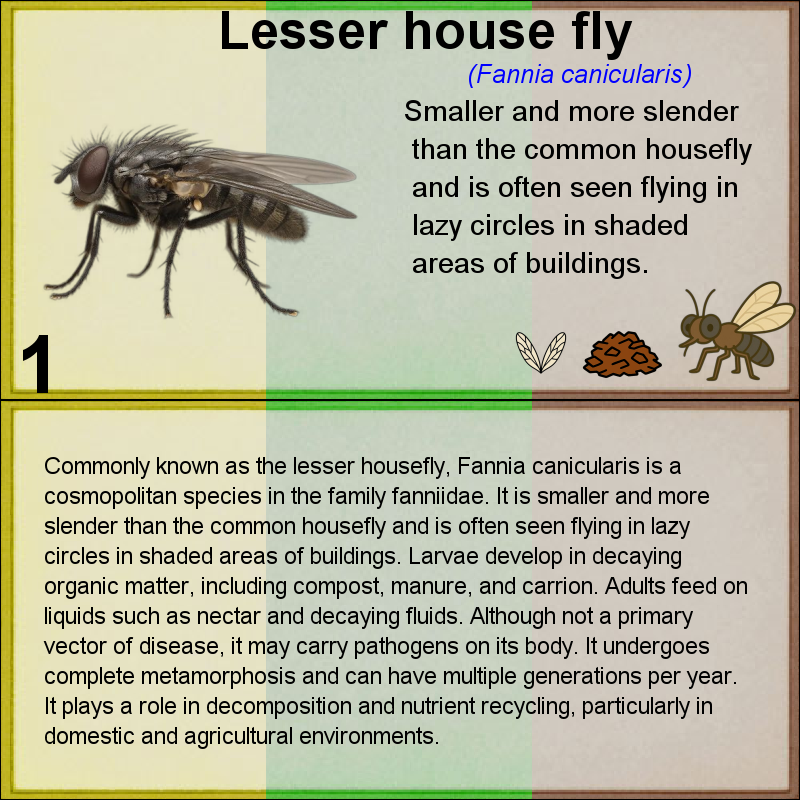 Lesser house fly
(Fannia canicularis)
Smaller and more slender
than the common housefly
and is often seen flying in
lazy circles in shaded
areas of buildings.
1
Commonly known as the lesser housefly, Fannia canicularis is a
cosmopolitan species in the family fanniidae. It is smaller and more
slender than the common housefly and is often seen flying in lazy
circles in shaded areas of buildings. Larvae develop in decaying
organic matter, including compost, manure, and carrion. Adults feed on
liquids such as nectar and decaying fluids. Although not a primary
vector of disease, it may carry pathogens on its body. It undergoes
complete metamorphosis and can have multiple generations per year.
It plays a role in decomposition and nutrient recycling, particularly in
domestic and agricultural environments.